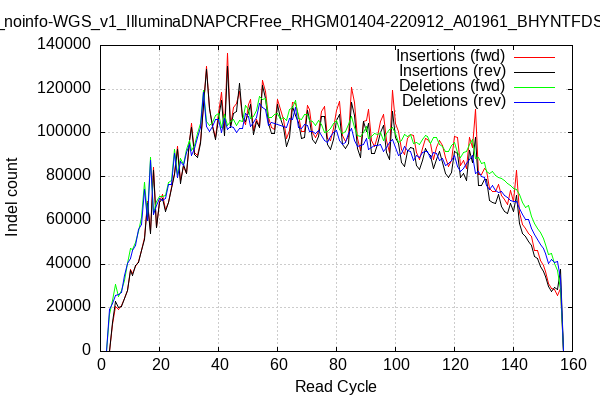 _noinfo-WGS_v1_IlluminaDNAPCRFree_RHGM01404-220912_A01961_BHYNTFDS
Insertions (fwd)
Insertions (rev)
Deletions (fwd)
Deletions (rev)
Indel count
140000
120000
100000
80000
60000
40000
20000
0
0 20 40 60 80 100 120 140 160
Read Cycle